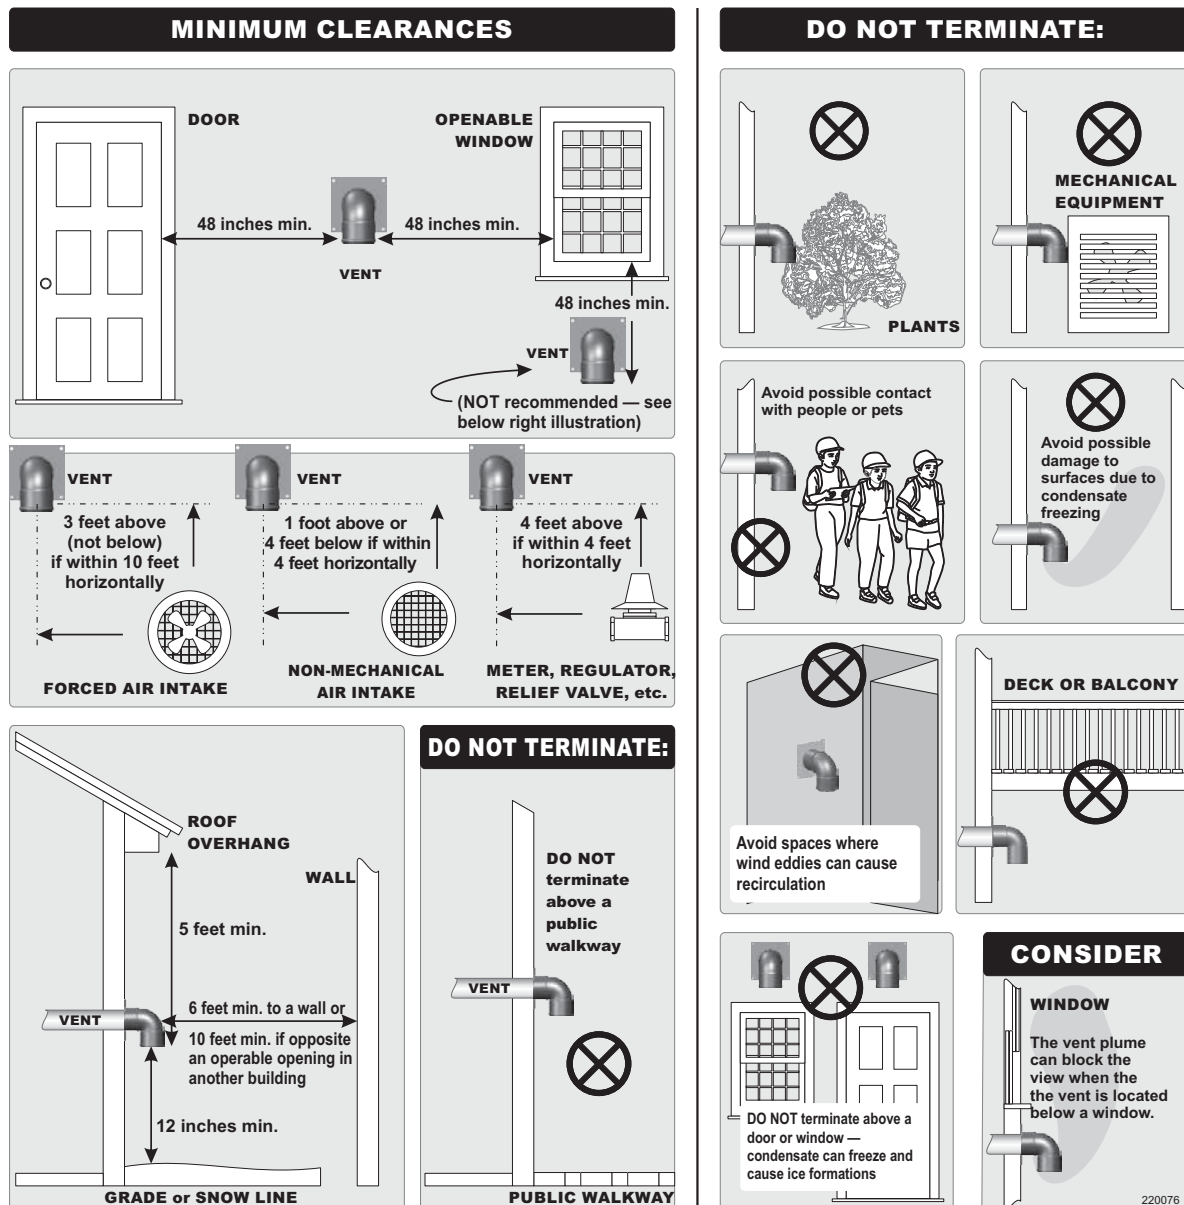 MINIMUM CLEARANCES
DOOR
OPENABLE
WINDOW
48 inches min.
48 inches min.
VENT
48 inches min.
VENT
(NOT recommended — see
below right illustration)
VENT
3 feet above
(not below)
if within 10 feet
horizontally
FORCED AIR INTAKE
VENT
1 foot above or
4 feet below if within
4 feet horizontally
NON-MECHANICAL
AIR INTAKE
VENT
4 feet above
if within 4 feet
horizontally
METER, REGULATOR,
RELIEF VALVE, etc.
ROOF
OVERHANG
WALL
5 feet min.
VENT
6 feet min. to a wall or
10 feet min. if opposite
an operable opening in
another building
12 inches min.
GRADE or SNOW LINE
DO NOT TERMINATE:
DO NOT
terminate
above a
public
walkway
VENT
PUBLIC WALKWAY
DO NOT TERMINATE:
PLANTS
MECHANICAL
EQUIPMENT
Avoid possible contact
with people or pets
Avoid possible
damage to
surfaces due to
condensate
freezing
Avoid spaces where
wind eddies can cause
recirculation
DECK OR BALCONY
DO NOT terminate above a
door or window —
condensate can freeze and
cause ice formations
CONSIDER
WINDOW
The vent plume
can block the
view when the
the vent is located
below a window.
220076